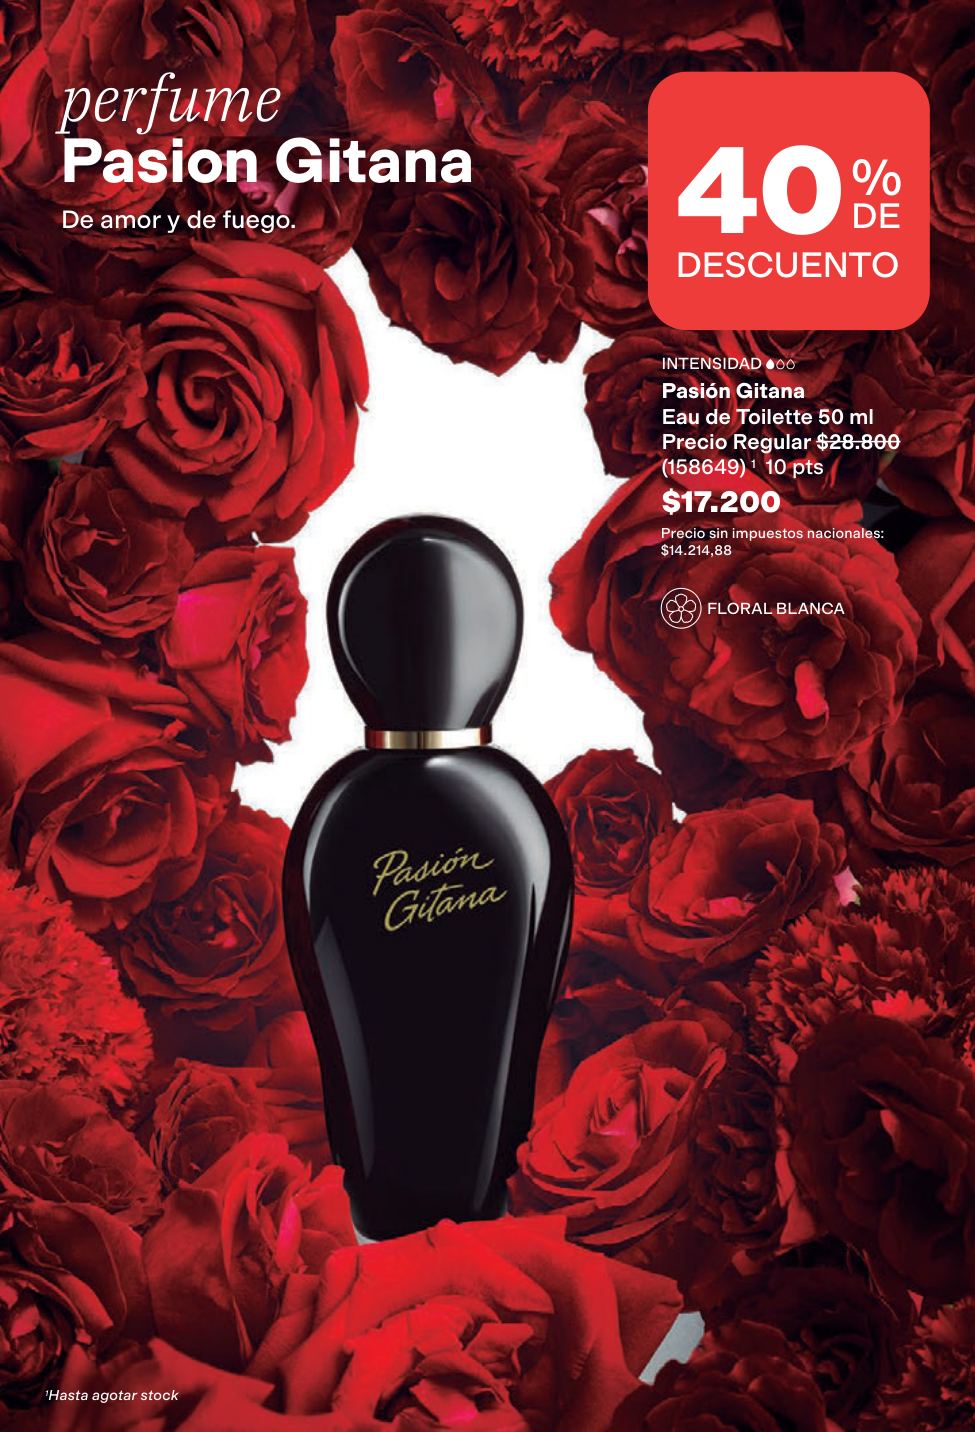 perfume
Pasion Gitana
De amor y de fuego.
40%
DE
DESCUENTO
INTENSIDAD
Pasión Gitana
Eau de Toilette 50 ml
Precio Regular $28.800
(158649)¹ 10 pts
$17.200
Precio sin impuestos nacionales:
$14.214,88
FLORAL BLANCA
Pasión
Gitana
¹Hasta agotar stock